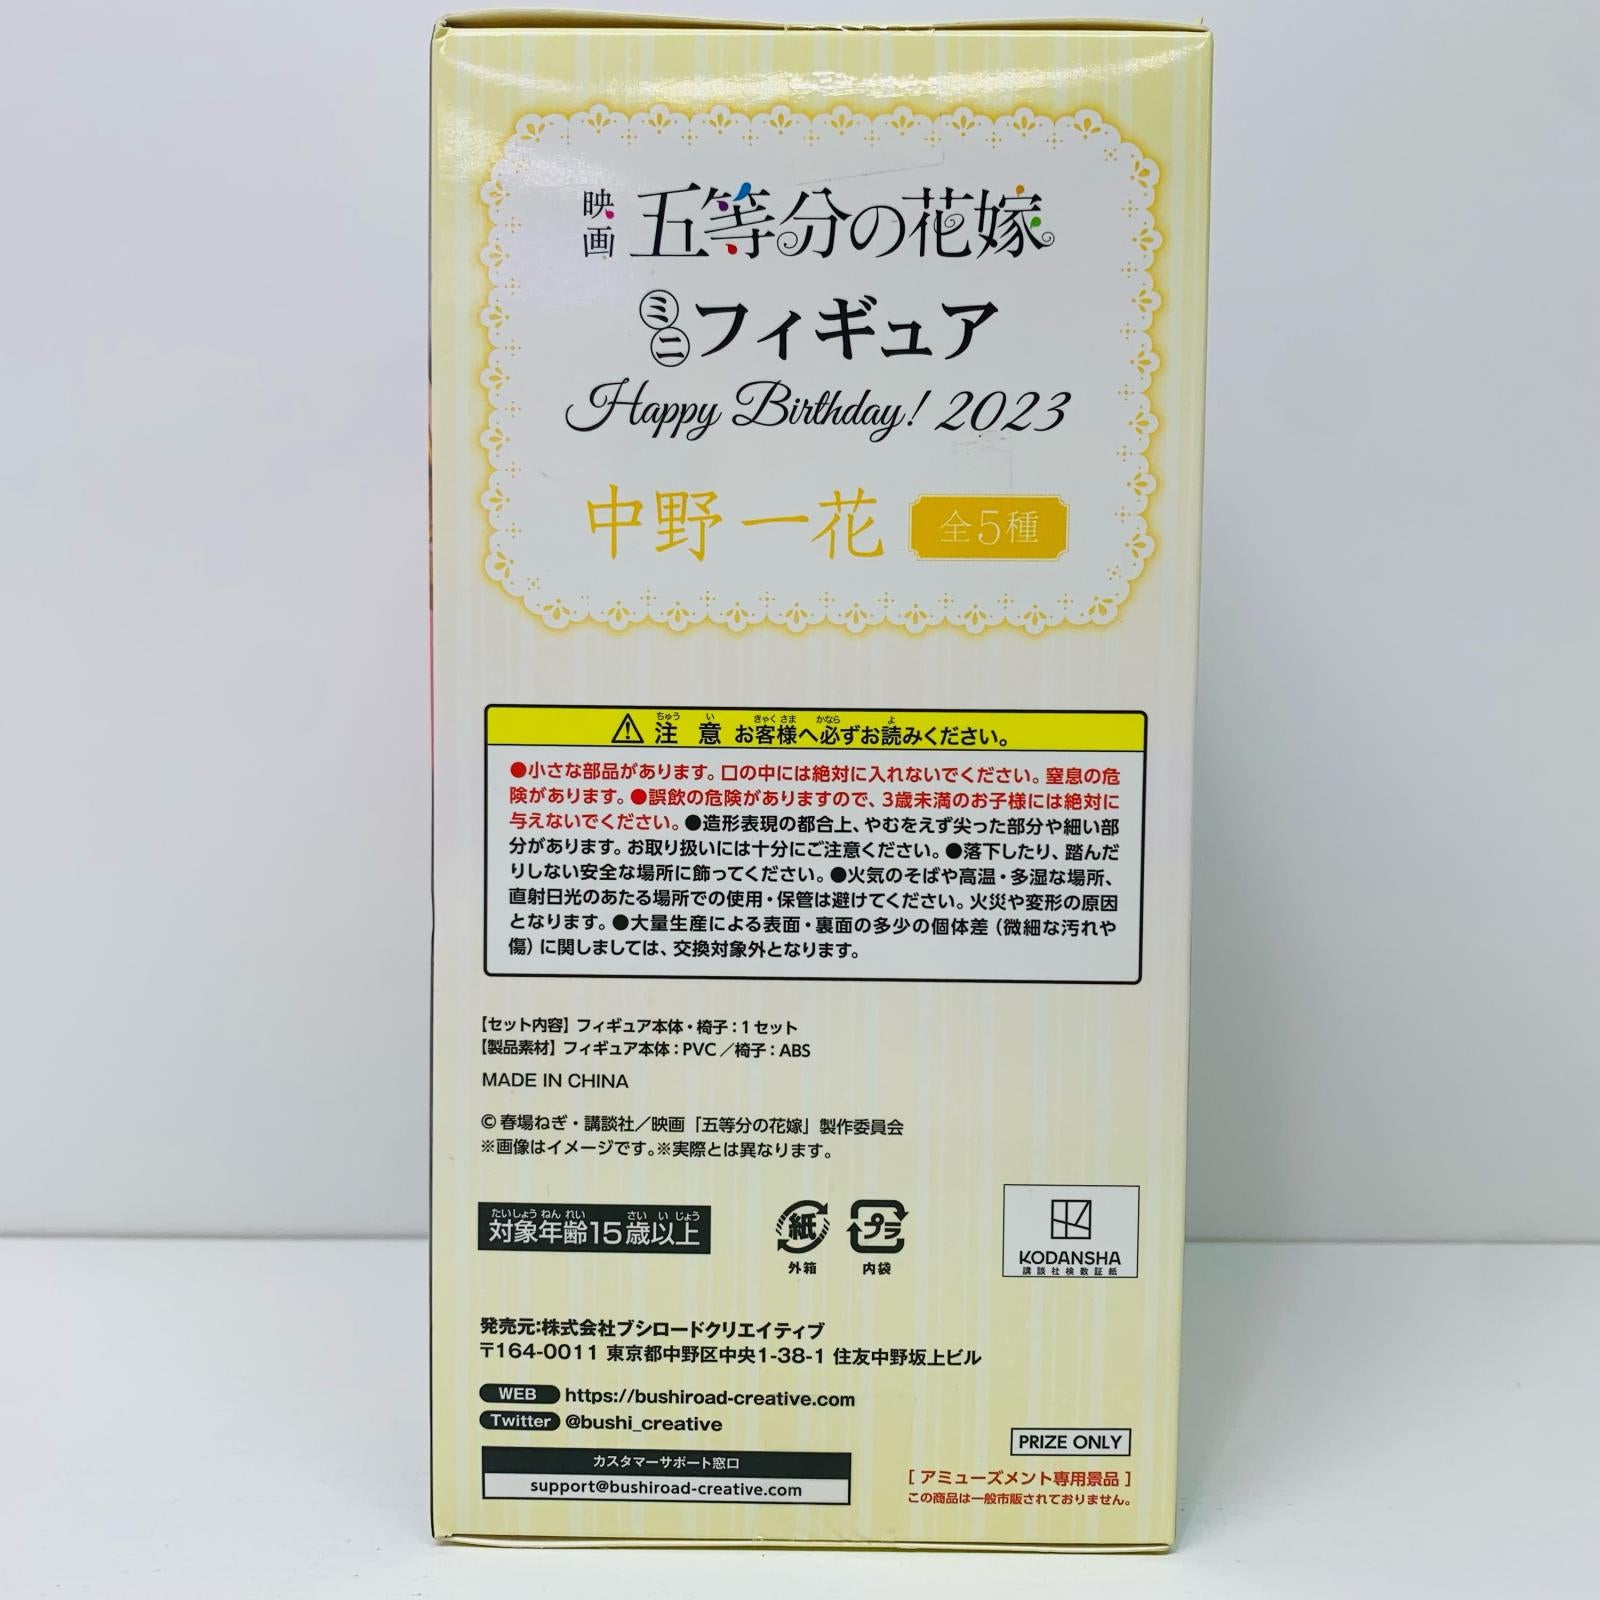 映画 五等分の花嫁
ミニフィギュア
Happy Birthday! 2023
中野 一花 全5種
⚠ 注意 お客様へ必ずお読みください。
ちゅう い きゃくさま かなら よ
●小さな部品があります。口の中には絶対に入れないでください。窒息の危
険があります。●誤飲の危険がありますので、3歳未満のお子様には絶対に
与えないでください。●造形表現の都合上、やむをえず尖った部分や細い部
分があります。お取り扱いには十分にご注意ください。●落下したり、踏んだ
りしない安全な場所に飾ってください。●火気のそばや高温・多湿な場所、
直射日光のあたる場所での使用・保管は避けてください。火災や変形の原因
となります。●大量生産による表面・裏面の多少の個体差（微細な汚れや
傷）に関しましては、交換対象外となります。
【セット内容】フィギュア本体・椅子：1セット
【製品素材】フィギュア本体：PVC／椅子：ABS
MADE IN CHINA
© 春場ねぎ・講談社／映画「五等分の花嫁」製作委員会
※画像はイメージです。※実際とは異なります。
たいしょう ねん れい さい い じょう
対象年齢15歳以上
紙 プラ
外箱 内袋
KODANSHA
講談社検数証紙
発売元:株式会社ブシロードクリエイティブ
〒164-0011 東京都中野区中央1-38-1 住友中野坂上ビル
WEB https://bushiroad-creative.com
Twitter @bushi_creative
カスタマーサポート窓口
support@bushiroad-creative.com
PRIZE ONLY
[ アミューズメント専用景品 ]
この商品は一般市販されておりません。